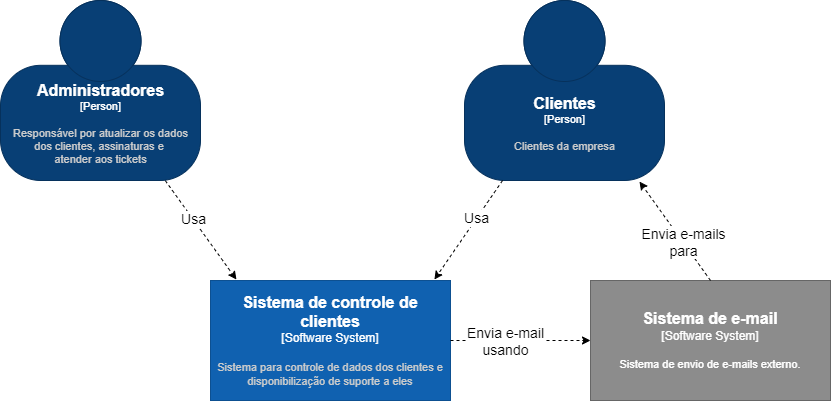 Administradores
[Person]
Responsável por atualizar os dados
dos clientes, assinaturas e
atender aos tickets
Clientes
[Person]
Clientes da empresa
Usa
Usa
Envia e-mails
para
Sistema de controle de
clientes
[Software System]
Sistema para controle de dados dos clientes e
disponibilização de suporte a eles
Envia e-mail
usando
Sistema de e-mail
[Software System]
Sistema de envio de e-mails externo.